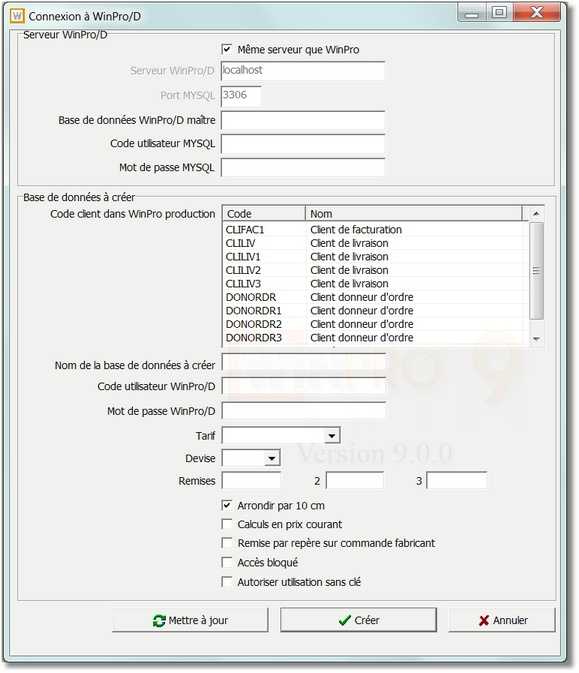 Connexion à WinPro/D
Serveur WinPro/D
Même serveur que WinPro
Serveur WinPro/D localhost
Port MYSQL 3306
Base de données WinPro/D maître
Code utilisateur MYSQL
Mot de passe MYSQL
Base de données à créer
Code client dans WinPro production Code Nom
CLIFAC1 Client de facturation
CLILIV Client de livraison
CLILIV1 Client de livraison
CLILIV2 Client de livraison
CLILIV3 Client de livraison
DONORDR Client donneur d'ordre
DONORDR1 Client donneur d'ordre
DONORDR2 Client donneur d'ordre
DONORDR3 Client donneur d'ordre
Nom de la base de données à créer
Code utilisateur WinPro/D
Mot de passe WinPro/D
Tarif
Version 9.0.0
Devise
Remises 2 3
Arrondir par 10 cm
Calculs en prix courant
Remise par repère sur commande fabricant
Accès bloqué
Autoriser utilisation sans clé
Mettre à jour Créer Annuler